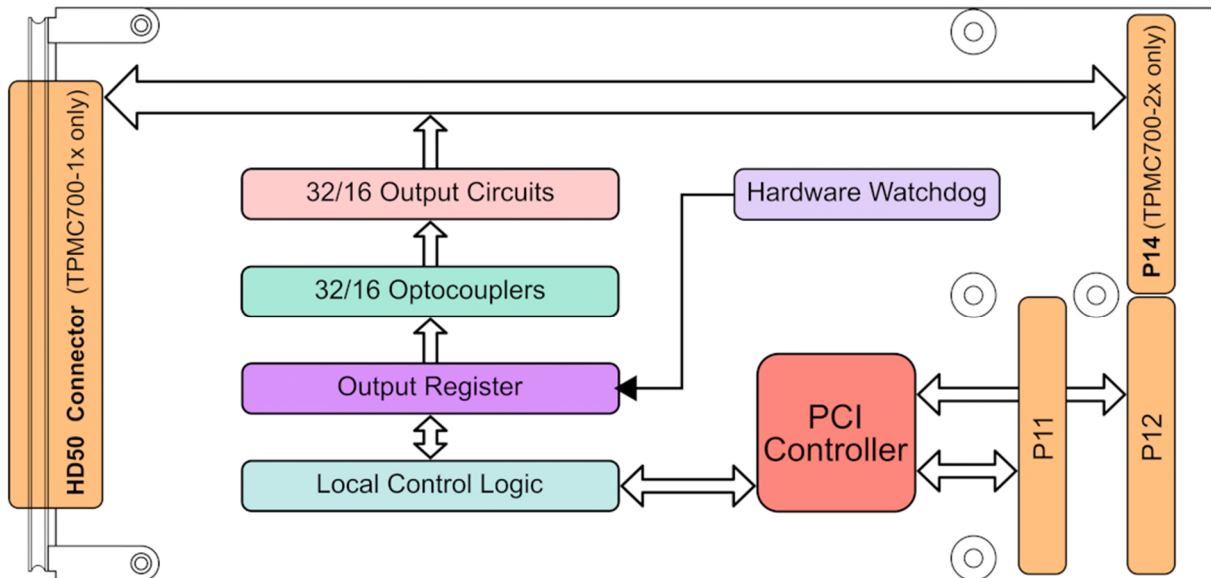 HD50 Connector (TPMC700-1x only)
P14 (TPMC700-2x only)
32/16 Output Circuits
Hardware Watchdog
32/16 Optocouplers
Output Register
Local Control Logic
PCI
Controller
P11
P12